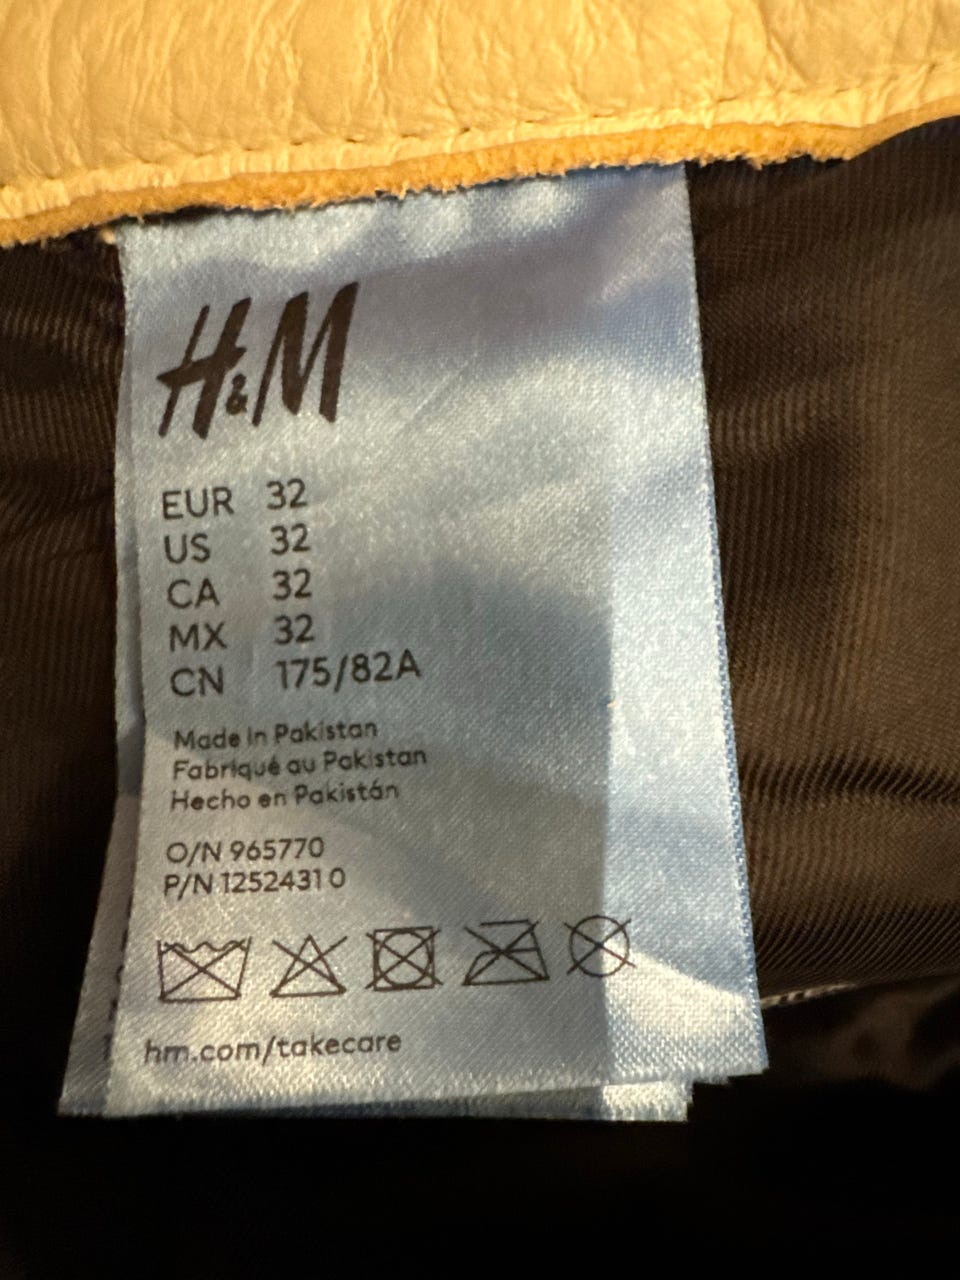 H&M
EUR 32
US 32
CA 32
MX 32
CN 175/82A
Made in Pakistan
Fabriqué au Pakistan
Hecho en Pakistán
O/N 965770
P/N 12524310
hm.com/takecare